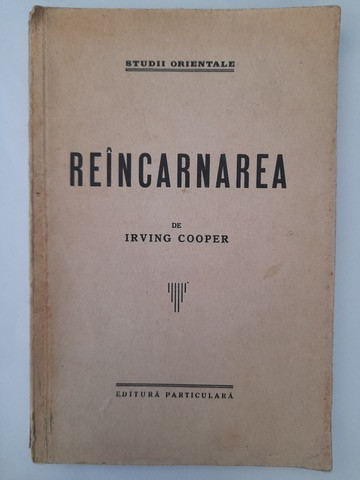 STUDII ORIENTALE
REÎNCARNAREA
DE
IRVING COOPER
EDITURĂ PARTICULARĂ